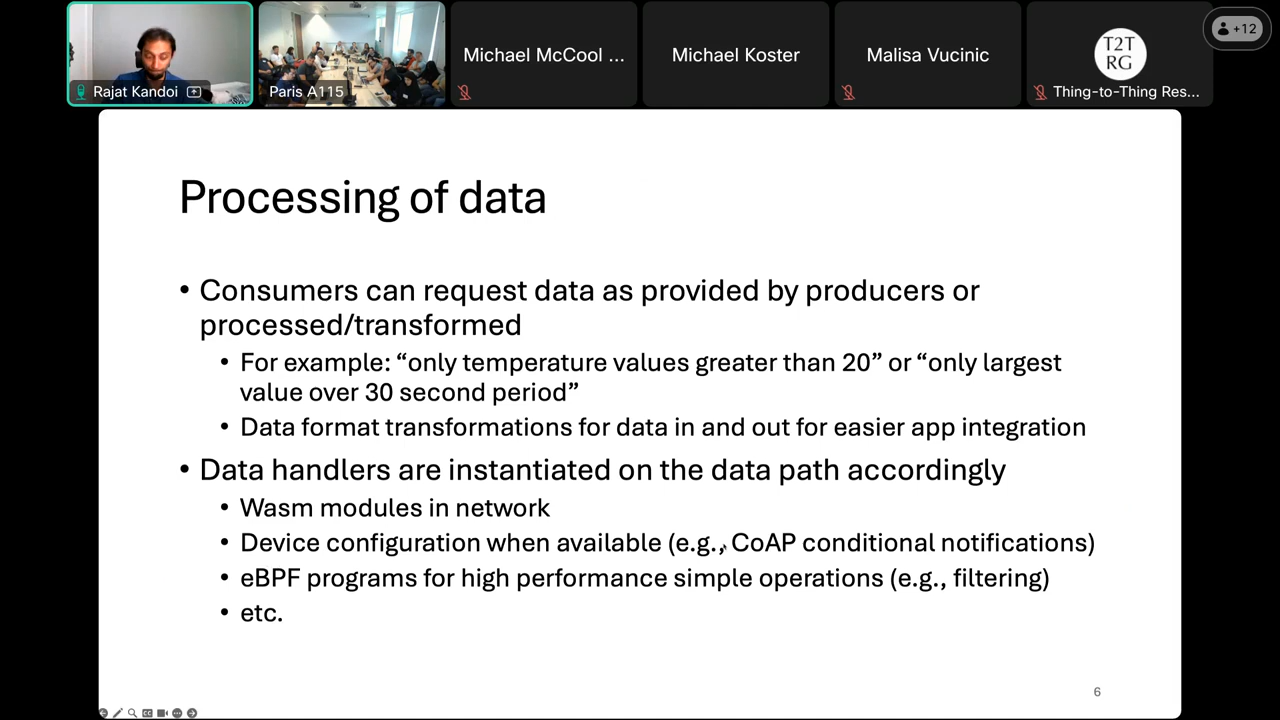 Rajat Kandoi
Paris A115
Michael McCool ...
Michael Koster
Malisa Vucinic
T2T
RG
Thing-to-Thing Res...
+12
Processing of data
• Consumers can request data as provided by producers or
processed/transformed
• For example: “only temperature values greater than 20” or “only largest
value over 30 second period”
• Data format transformations for data in and out for easier app integration
• Data handlers are instantiated on the data path accordingly
• Wasm modules in network
• Device configuration when available (e.g., CoAP conditional notifications)
• eBPF programs for high performance simple operations (e.g., filtering)
• etc.
6